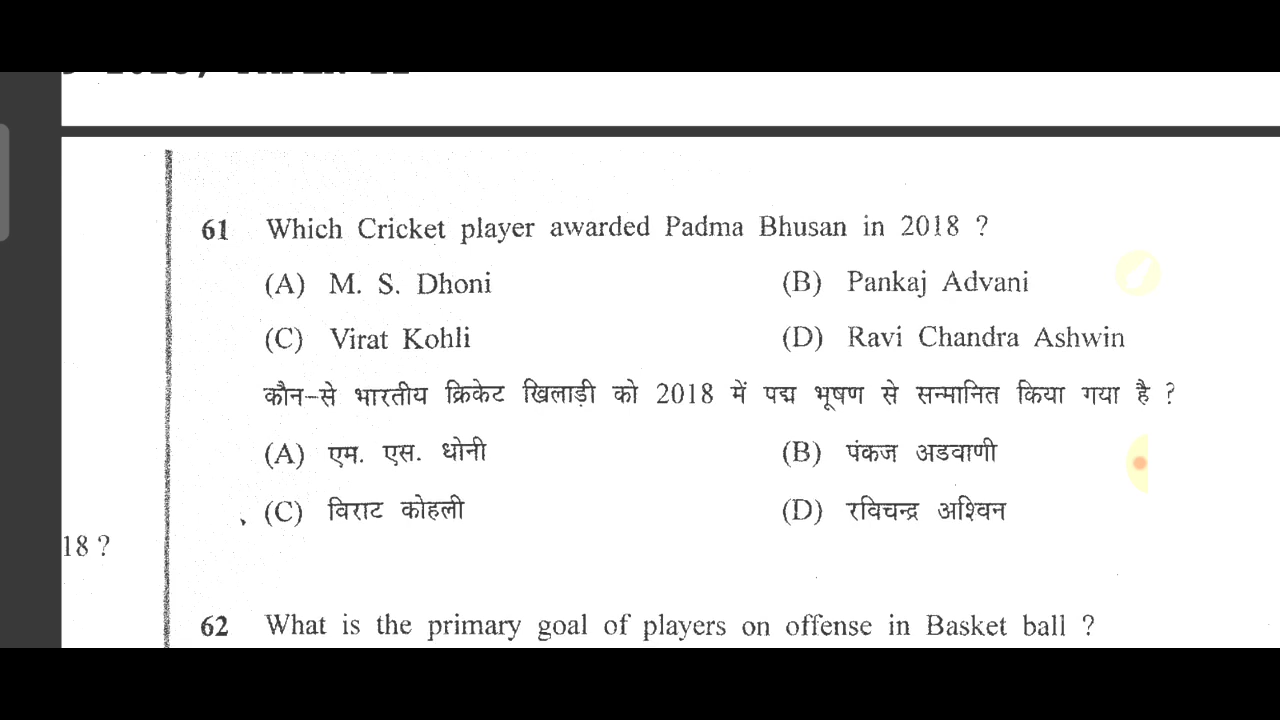 61 Which Cricket player awarded Padma Bhusan in 2018 ?
(A) M. S. Dhoni (B) Pankaj Advani
(C) Virat Kohli (D) Ravi Chandra Ashwin
कौन-से भारतीय क्रिकेट खिलाड़ी को 2018 में पद्म भूषण से सन्मानित किया गया है ?
(A) एम. एस. धोनी (B) पंकज अडवाणी
(C) विराट कोहली (D) रविचन्द्र अश्विन
18 ?
62 What is the primary goal of players on offense in Basket ball ?